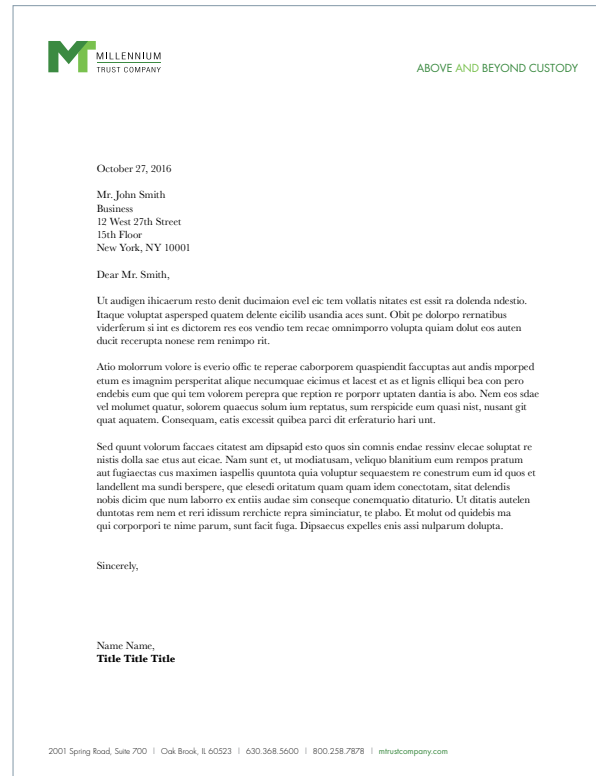 MILLENNIUM
TRUST COMPANY
ABOVE AND BEYOND CUSTODY
October 27, 2016
Mr. John Smith
Business
12 West 27th Street
15th Floor
New York, NY 10001
Dear Mr. Smith,
Ut audigen ihicaerum resto denit ducimaion evel eic tem vollatis nitates est essit ra dolenda ndestio.
Itaque voluptat aspersped quatem delente eicilib usandia aces sunt. Obit pe dolorpo rernatibus
viderferum si int es dictorem res eos vendio tem recae omnimporro volupta quiam dolut eos auten
ducit recerupta nonese rem renimpo rit.
Atio molorrum volore is everio offic te reperae caborporem quaspiendit faccuptas aut andis mporped
etum es imagnim persperitat alique necumquae eicimus et lacest et as et lignis elliqui bea con pero
endebis eum que qui tem volorem perepra que reption re porporr uptaten dantia is abo. Nem eos sdae
vel molumet quatur, solorem quaecus solum ium reptatus, sum rerspicide eum quasi nist, nusant git
quat aquatem. Consequam, eatis excessit quibea parci dit erferaturio hari unt.
Sed quunt volorum faccaes citatest am dipsapid esto quos sin comnis endae ressinv elecae soluptat re
nistis dolla sae etus aut eicae. Nam sunt et, ut modiatusam, veliquo blanitium eum rempos pratum
aut fugiaectas cus maximen iaspellis quuntota quia voluptur sequaestem re conestrum eum id quos et
landellent ma sundi berspere, que elesedi oritatum quam quam idem conectotam, sitat delendis
nobis dicim que num laborro ex entiis audae sim conseque conemquatio ditaturio. Ut ditatis autelen
duntotas rem nem et reri idissum rerchicte repra siminciatur, te plabo. Et molut od quidebis ma
qui corporpori te nime parum, sunt facit fuga. Dipsaecus expelles enis assi nulparum dolupta.
Sincerely,
Name Name,
Title Title Title
2001 Spring Road, Suite 700 | Oak Brook, IL 60523 | 630.368.5600 | 800.258.7878 | mtrustcompany.com